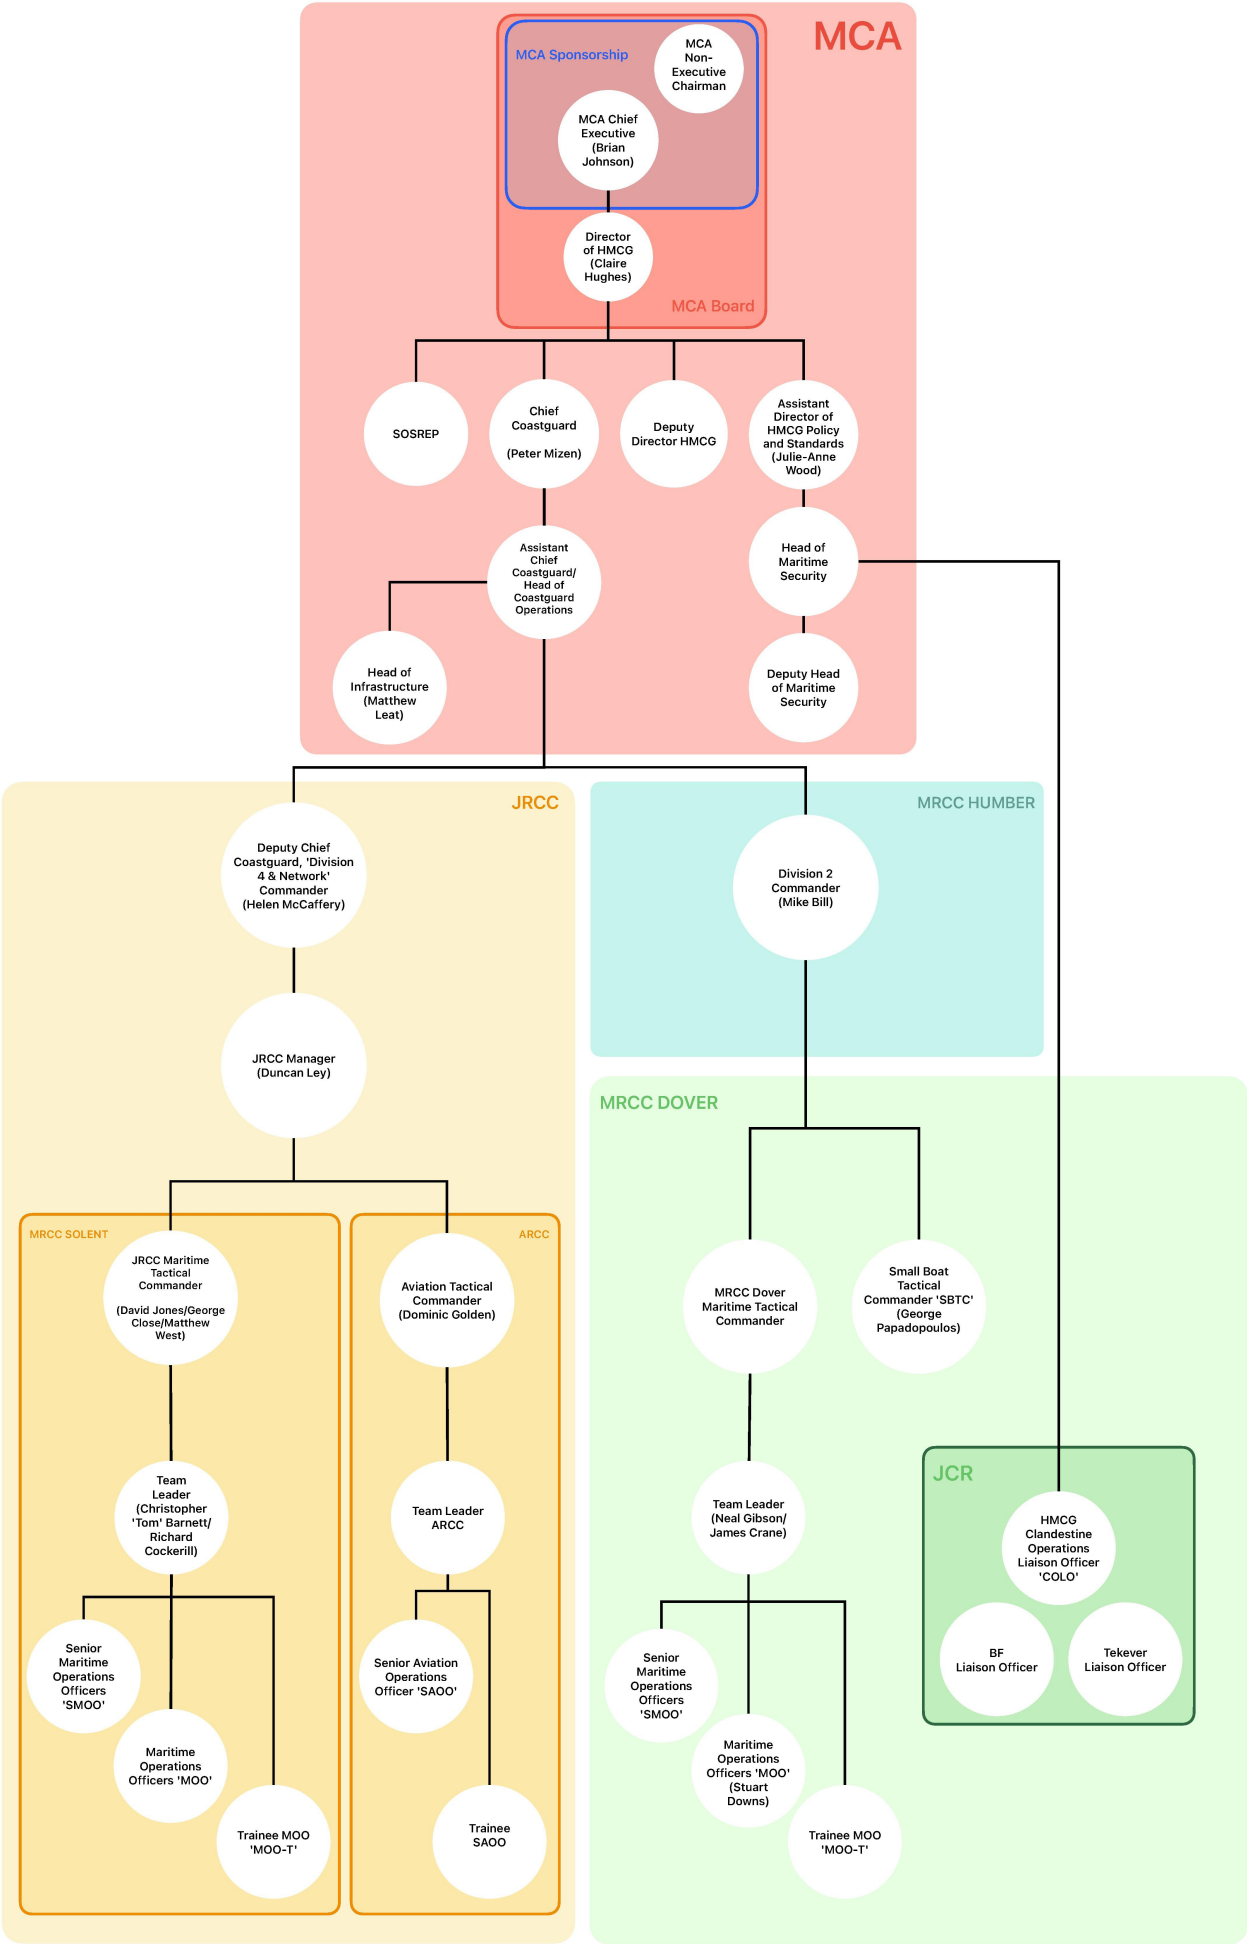 MCA
MCA Sponsorship
MCA
Non-
Executive
Chairman
MCA Chief
Executive
(Brian
Johnson)
Director
of HMCG
(Claire
Hughes)
MCA Board
SOSREP
Chief
Coastguard
(Peter Mizen)
Deputy
Director HMCG
Assistant
Director of
HMCG Policy
and Standards
(Julie-Anne
Wood)
Assistant
Chief
Coastguard/
Head of
Coastguard
Operations
Head of
Maritime
Security
Head of
Infrastructure
(Matthew
Leat)
Deputy Head
of Maritime
Security
JRCC
Deputy Chief
Coastguard, 'Division
4 & Network'
Commander
(Helen McCaffery)
JRCC Manager
(Duncan Ley)
MRCC SOLENT
JRCC Maritime
Tactical
Commander
(David Jones/George
Close/Matthew
West)
Team
Leader
(Christopher
'Tom' Barnett/
Richard
Cockerill)
Senior
Maritime
Operations
Officers
'SMOO'
Maritime
Operations
Officers 'MOO'
Trainee MOO
'MOO-T'
ARCC
Aviation Tactical
Commander
(Dominic Golden)
Team Leader
ARCC
Senior Aviation
Operations
Officer 'SAOO'
Trainee
SAOO
MRCC HUMBER
Division 2
Commander
(Mike Bill)
MRCC DOVER
MRCC Dover
Maritime Tactical
Commander
Small Boat
Tactical
Commander 'SBTC'
(George
Papadopoulos)
Team Leader
(Neal Gibson/
James Crane)
Senior
Maritime
Operations
Officers
'SMOO'
Maritime
Operations
Officers 'MOO'
(Stuart
Downs)
Trainee MOO
'MOO-T'
JCR
HMCG
Clandestine
Operations
Liaison Officer
'COLO'
BF
Liaison Officer
Tekever
Liaison Officer